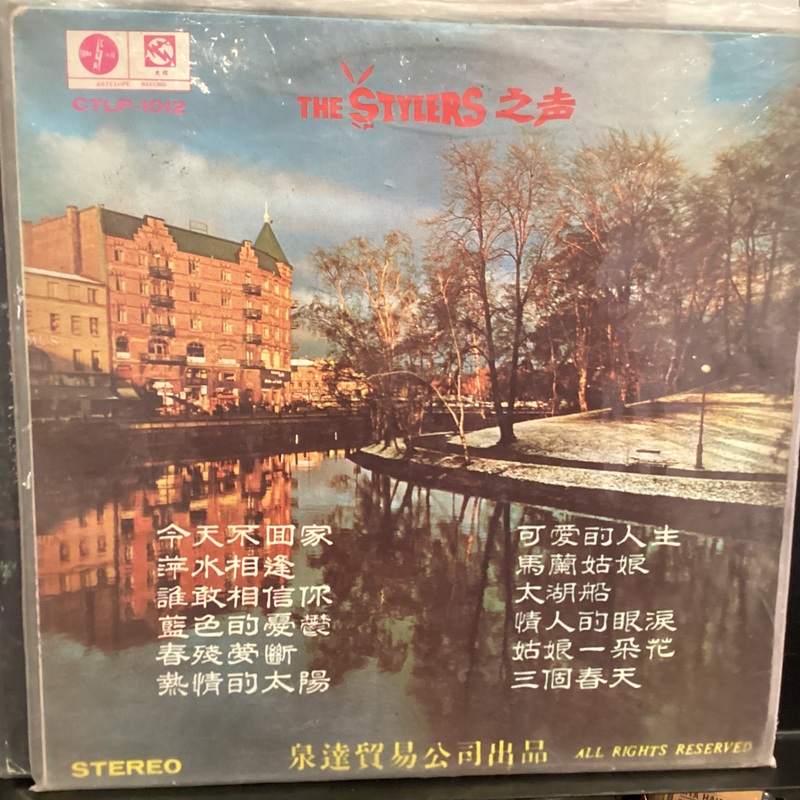 ANTELOPE RECORD
CTLP-1012
THE STYLERS 之声
今天不回家
萍水相逢
誰敢相信你
藍色的憂鬱
春殘夢斷
熱情的太陽
可愛的人生
馬蘭姑娘
太湖船
情人的眼淚
姑娘一朵花
三個春天
STEREO
泉達貿易公司出品
ALL RIGHTS RESERVED